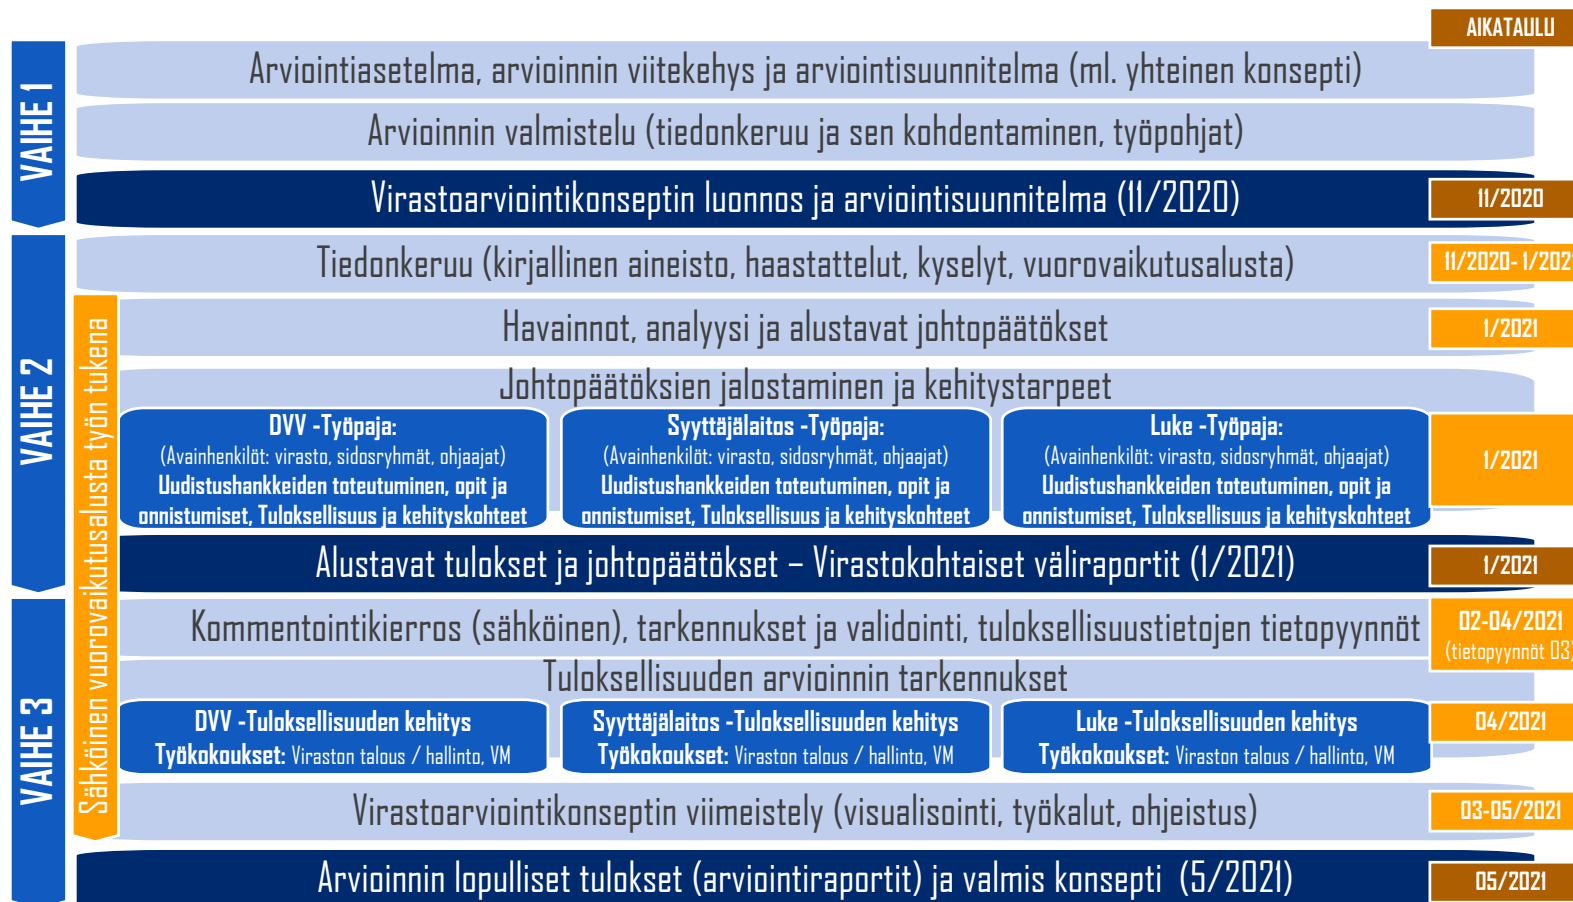 AIKATAULU
VAIHE 1
Arviointiasetelma, arvioinnin viitekehys ja arviointisuunnitelma (ml. yhteinen konsepti)
Arvioinnin valmistelu (tiedonkeruu ja sen kohdentaminen, työpohjat)
Virastoarviointikonseptin luonnos ja arviointisuunnitelma (11/2020)
11/2020
VAIHE 2
Tiedonkeruu (kirjallinen aineisto, haastattelut, kyselyt, vuorovaikutusalusta)
11/2020- 1/2021
Sähköinen vuorovaikutusalusta työn tukena
Havainnot, analyysi ja alustavat johtopäätökset
1/2021
Johtopäätöksien jalostaminen ja kehitystarpeet
DVV -Työpaja:
(Avainhenkilöt: virasto, sidosryhmät, ohjaajat)
Uudistushankkeiden toteutuminen, opit ja
onnistumiset, Tuloksellisuus ja kehityskohteet
Syyttäjälaitos -Työpaja:
(Avainhenkilöt: virasto, sidosryhmät, ohjaajat)
Uudistushankkeiden toteutuminen, opit ja
onnistumiset, Tuloksellisuus ja kehityskohteet
Luke -Työpaja:
(Avainhenkilöt: virasto, sidosryhmät, ohjaajat)
Uudistushankkeiden toteutuminen, opit ja
onnistumiset, Tuloksellisuus ja kehityskohteet
1/2021
Alustavat tulokset ja johtopäätökset – Virastokohtaiset väliraportit (1/2021)
1/2021
VAIHE 3
Kommentointikierros (sähköinen), tarkennukset ja validointi, tuloksellisuustietojen tietopyynnöt
02-04/2021
(tietopyynnöt 03)
Tuloksellisuuden arvioinnin tarkennukset
DVV -Tuloksellisuuden kehitys
Työkokoukset: Viraston talous / hallinto, VM
Syyttäjälaitos -Tuloksellisuuden kehitys
Työkokoukset: Viraston talous / hallinto, VM
Luke -Tuloksellisuuden kehitys
Työkokoukset: Viraston talous / hallinto, VM
04/2021
Virastoarviointikonseptin viimeistely (visualisointi, työkalut, ohjeistus)
03-05/2021
Arvioinnin lopulliset tulokset (arviointiraportit) ja valmis konsepti (5/2021)
05/2021